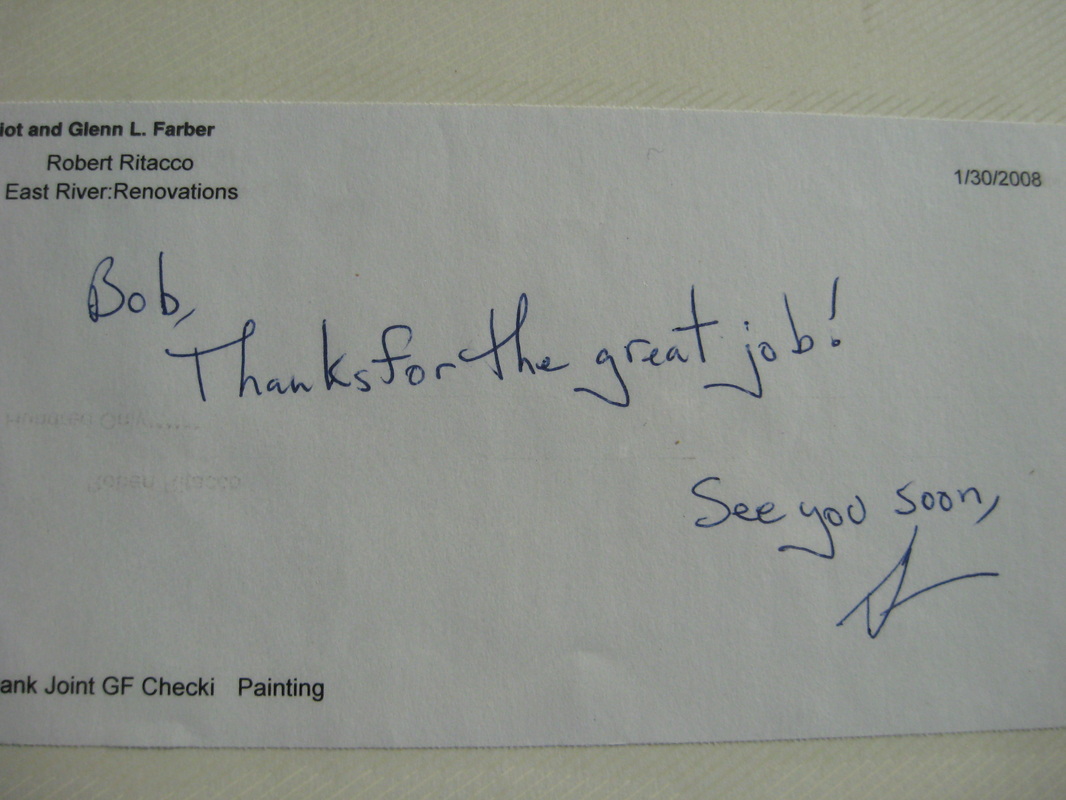 iot and Glenn L. Farber
Robert Ritacco
1/30/2008
East River:Renovations
Bob,
Thanks for the great job!
See you soon,
ank Joint GF Checki Painting